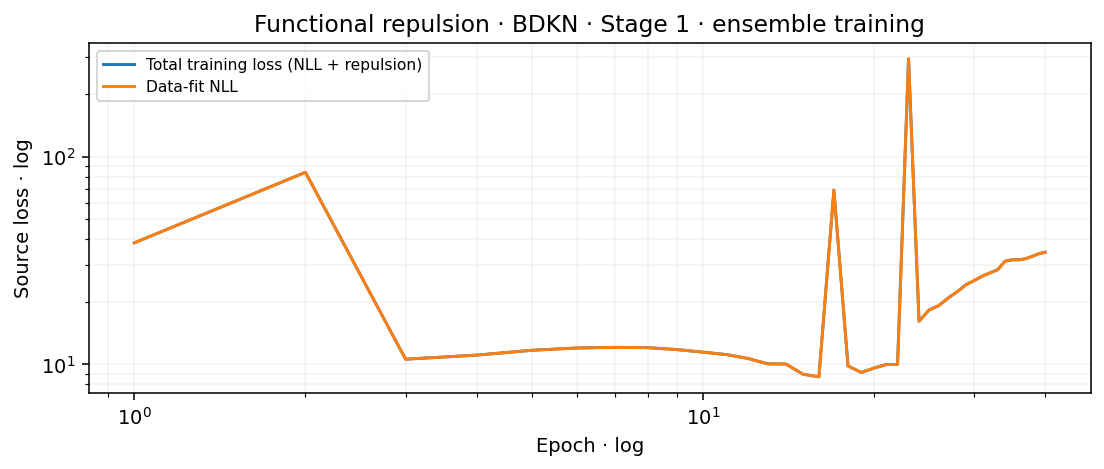 Functional repulsion · BDKN · Stage 1 · ensemble training
Total training loss (NLL + repulsion)
Data-fit NLL
Source loss · log
10²
10¹
10⁰
10¹
Epoch · log